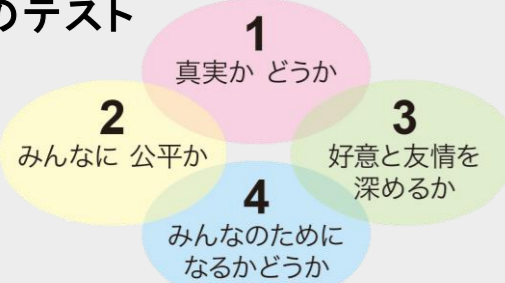 のテスト
1
真実か どうか
2
みんなに 公平か
3
好意と友情を
深めるか
4
みんなのために
なるかどうか